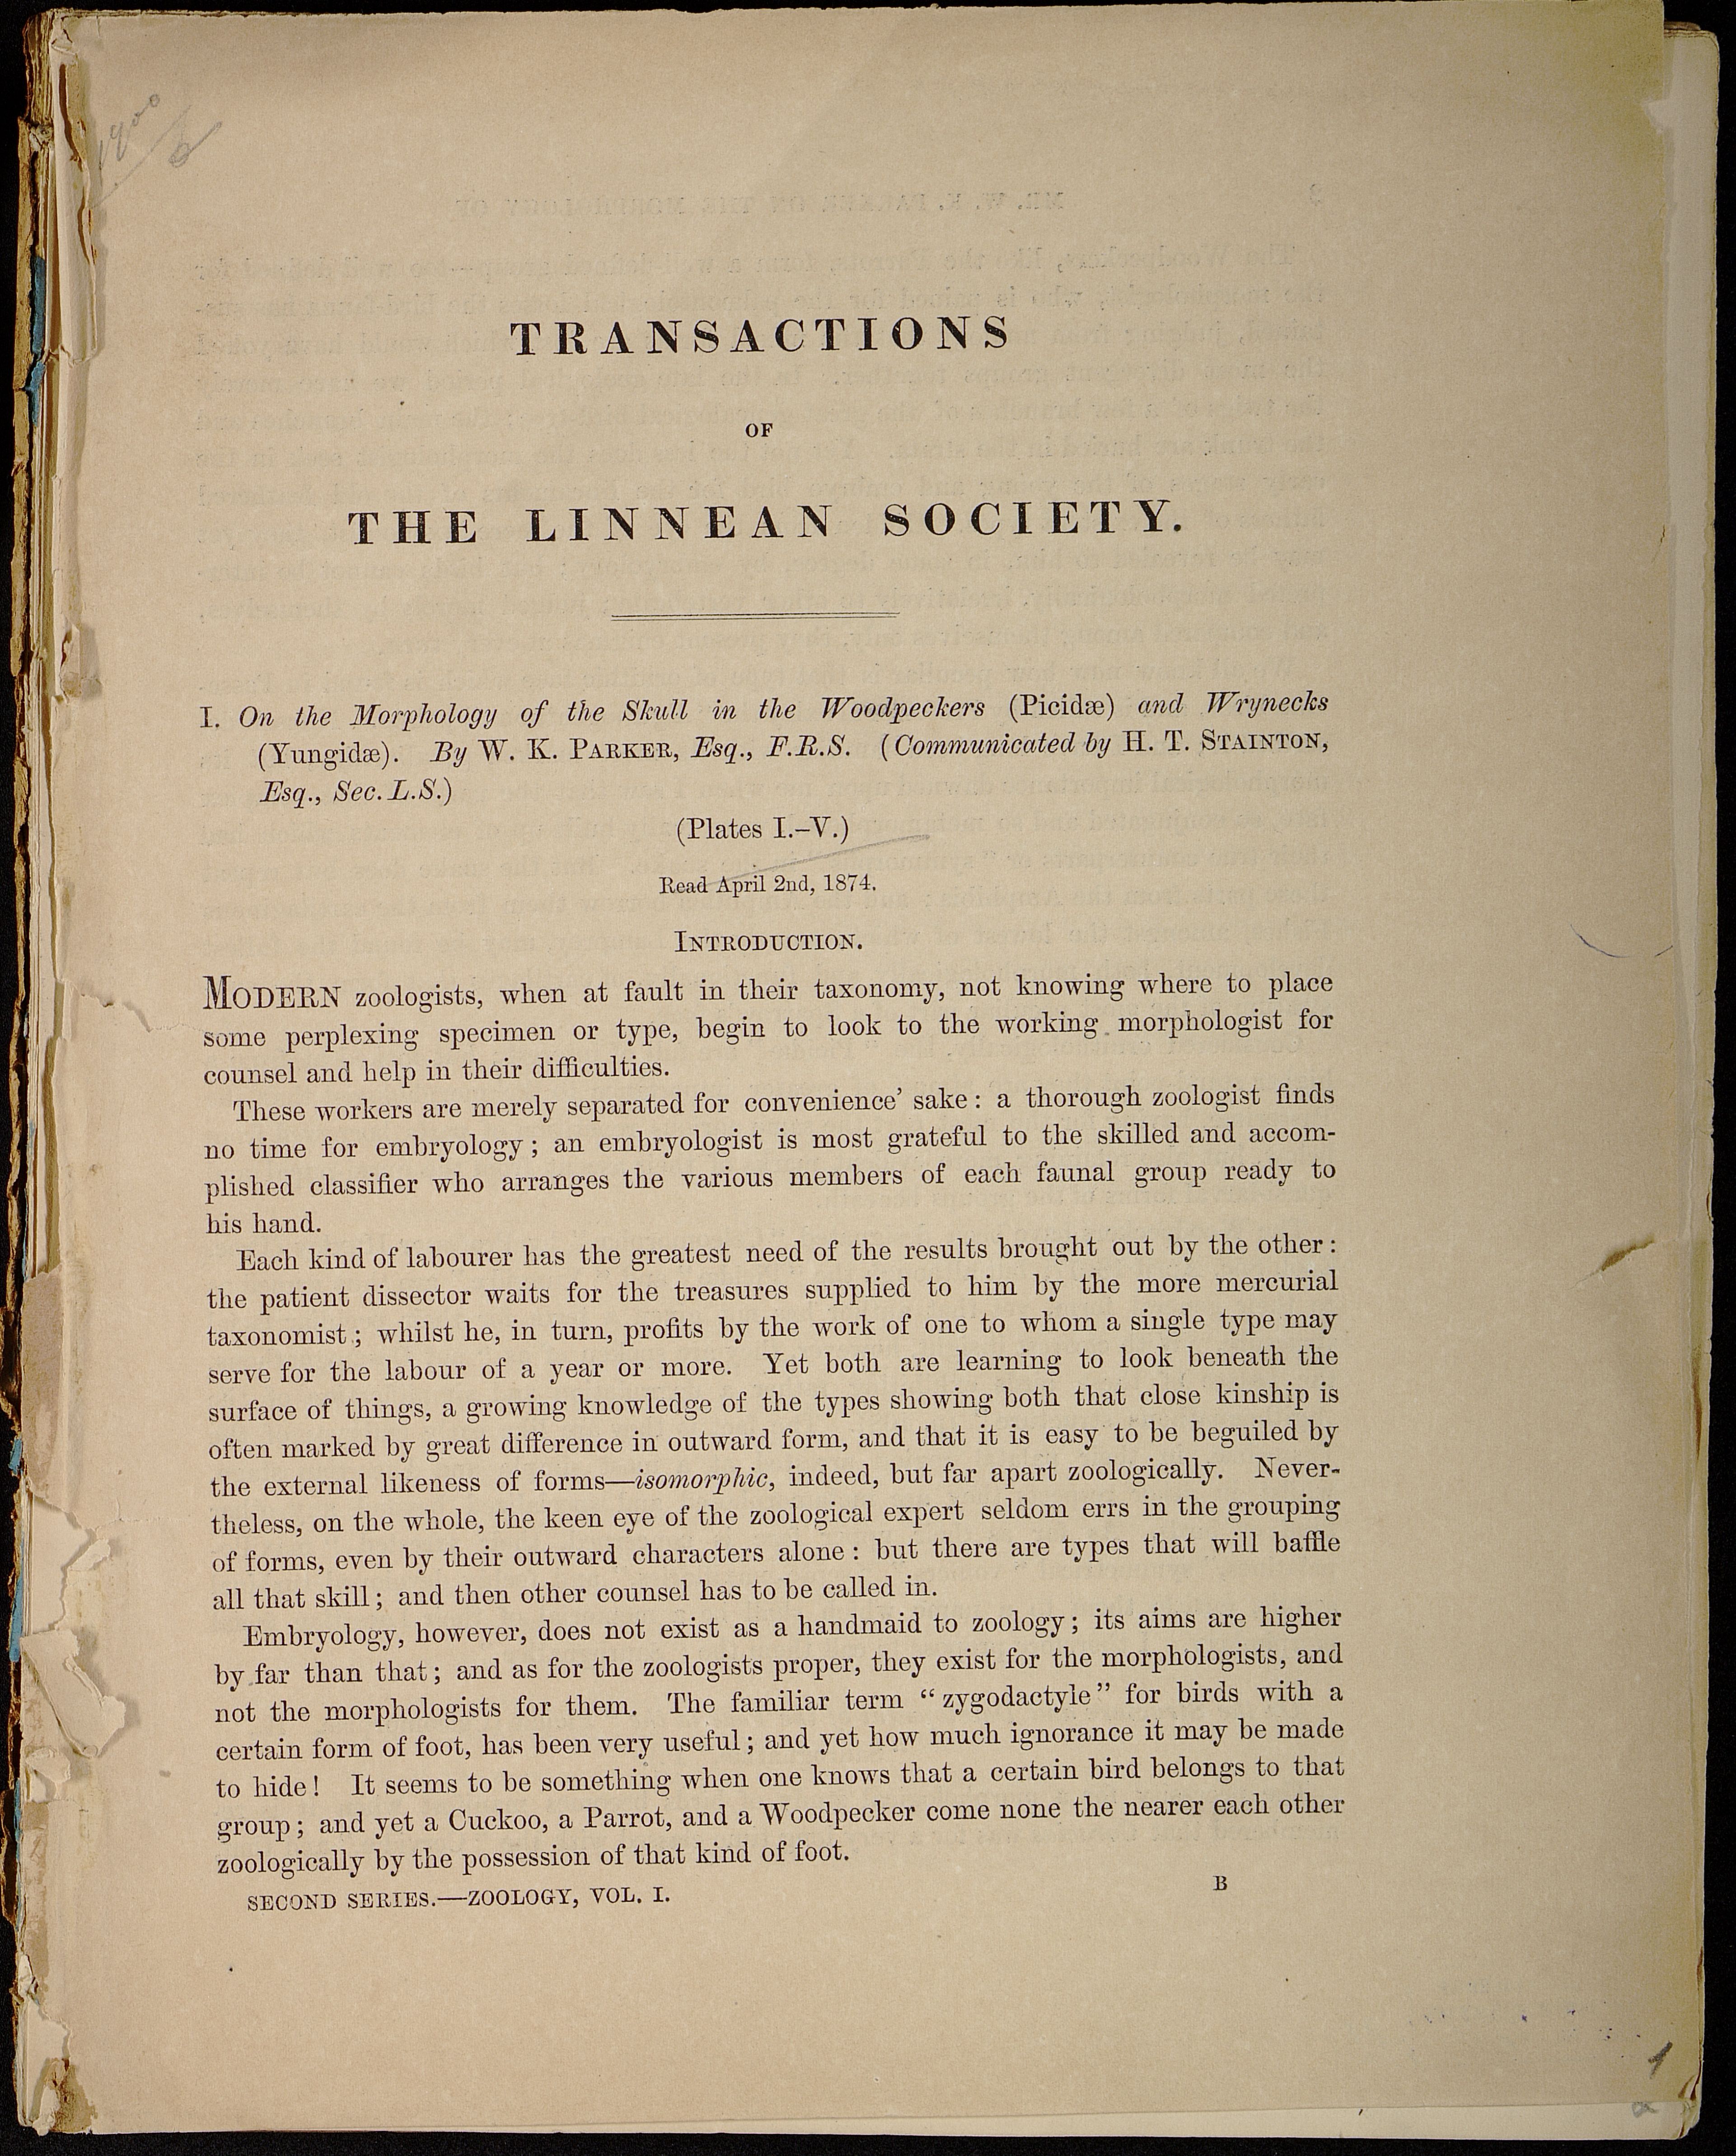 TRANSACTIONS
OF
THE LINNEAN SOCIETY.
I. On the Morphology of the Skull in the Woodpeckers (Picidæ) and Wrynecks
(Yungidæ). By W. K. PARKER, Esq., F.R.S. (Communicated by H. T. STAINTON,
Esq., Sec. L.S.)
(Plates I.–V.)
Read April 2nd, 1874.
INTRODUCTION.
MODERN zoologists, when at fault in their taxonomy, not knowing where to place
some perplexing specimen or type, begin to look to the working morphologist for
counsel and help in their difficulties.
These workers are merely separated for convenience' sake: a thorough zoologist finds
no time for embryology; an embryologist is most grateful to the skilled and accom-
plished classifier who arranges the various members of each faunal group ready to
his hand.
Each kind of labourer has the greatest need of the results brought out by the other:
the patient dissector waits for the treasures supplied to him by the more mercurial
taxonomist; whilst he, in turn, profits by the work of one to whom a single type may
serve for the labour of a year or more. Yet both are learning to look beneath the
surface of things, a growing knowledge of the types showing both that close kinship is
often marked by great difference in outward form, and that it is easy to be beguiled by
the external likeness of forms—isomorphic, indeed, but far apart zoologically. Never-
theless, on the whole, the keen eye of the zoological expert seldom errs in the grouping
of forms, even by their outward characters alone: but there are types that will baffle
all that skill; and then other counsel has to be called in.
Embryology, however, does not exist as a handmaid to zoology; its aims are higher
by far than that; and as for the zoologists proper, they exist for the morphologists, and
not the morphologists for them. The familiar term "zygodactyle" for birds with a
certain form of foot, has been very useful; and yet how much ignorance it may be made
to hide! It seems to be something when one knows that a certain bird belongs to that
group; and yet a Cuckoo, a Parrot, and a Woodpecker come none the nearer each other
zoologically by the possession of that kind of foot.
SECOND SERIES.—ZOOLOGY, VOL. I. B
1